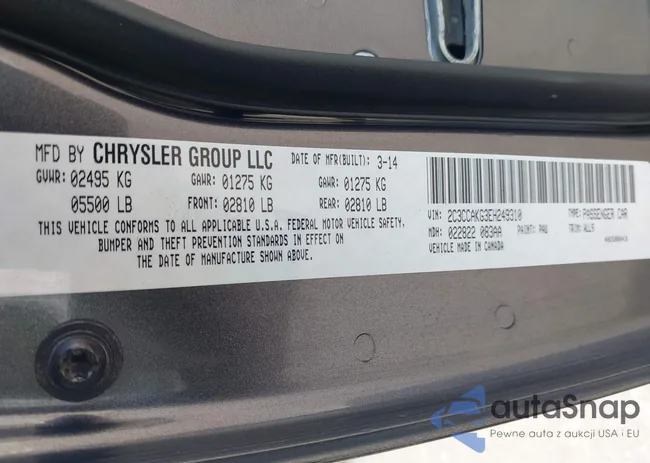 MFD BY CHRYSLER GROUP LLC DATE OF MFR(BUILT): 3-14
GVWR: 02495 KG GAWR: 01275 KG GAWR: 01275 KG
05500 LB FRONT: 02810 LB REAR: 02810 LB
THIS VEHICLE CONFORMS TO ALL APPLICABLE U.S.A. FEDERAL MOTOR VEHICLE SAFETY,
BUMPER AND THEFT PREVENTION STANDARDS IN EFFECT ON
THE DATE OF MANUFACTURE SHOWN ABOVE.
VIN: 2C3CCAKG3EH249310 TYPE: PASSENGER CAR
MDH: 022822 083AA PAINT: PAU TRIM: ALL5
VEHICLE MADE IN CANADA
autoSnap
Pewne auta z aukcji USA i EU